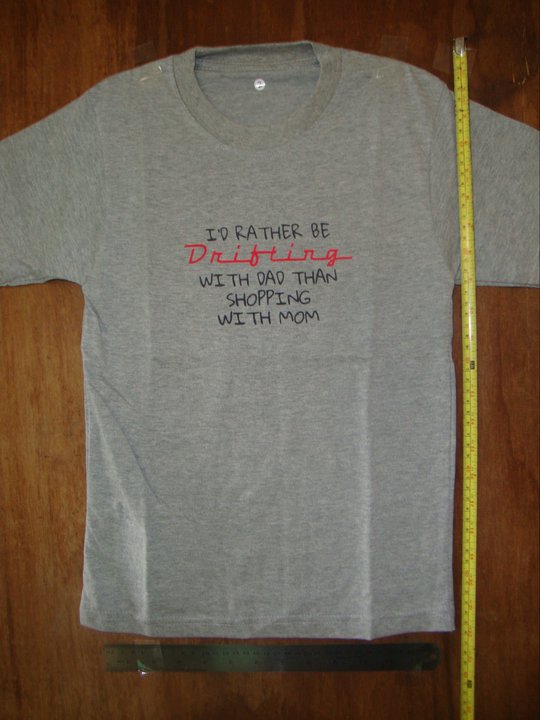 I'D RATHER BE
Drifting
WITH DAD THAN
SHOPPING
WITH MOM